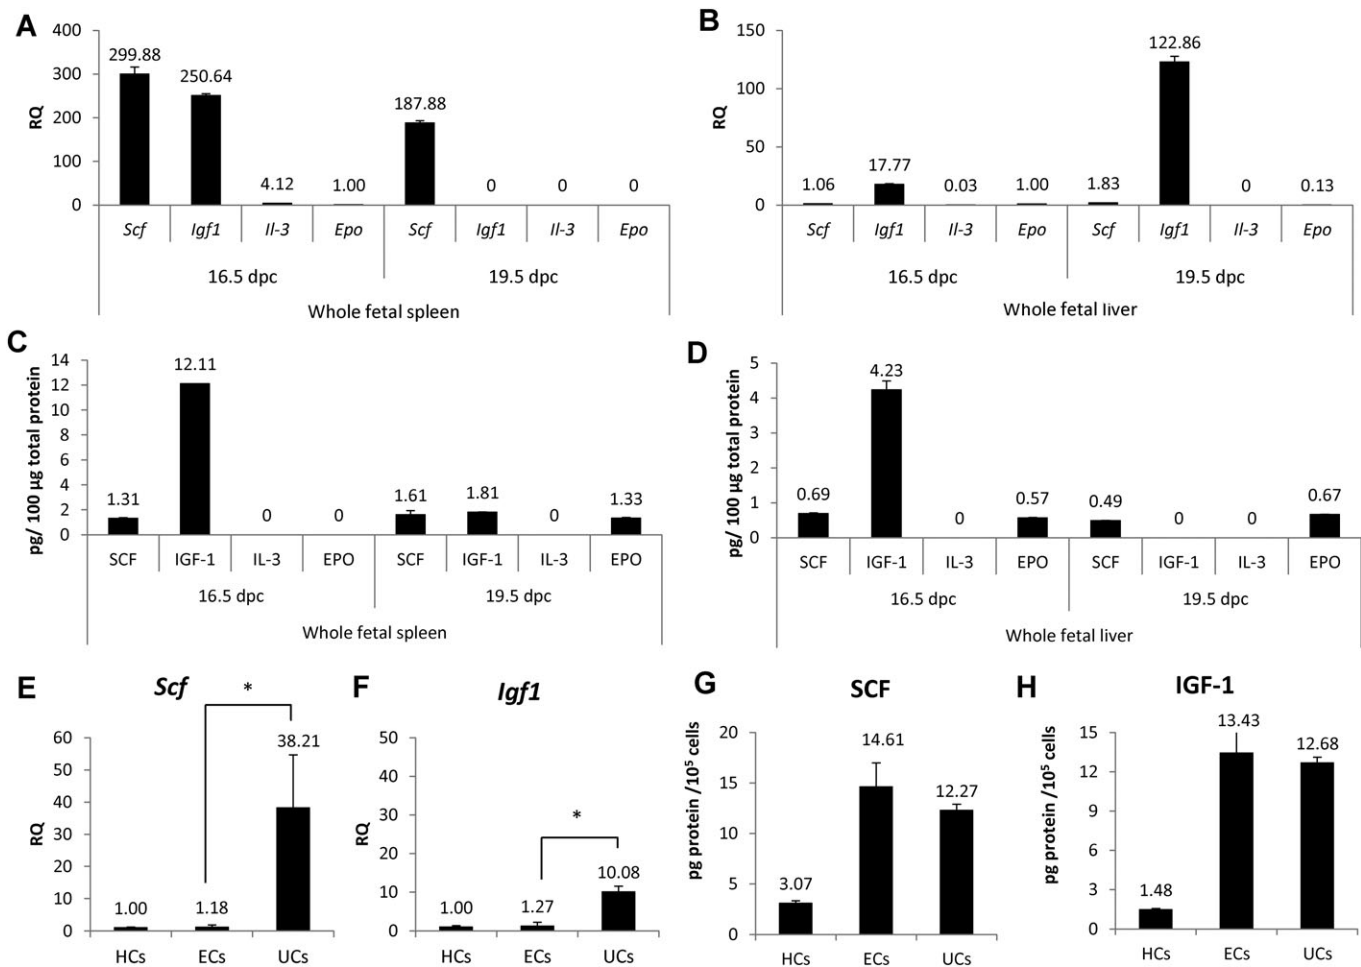 A
400
300
200
100
0
RQ
299.88
250.64
4.12
1.00
187.88
0
0
0
Scf
Igf1
Il-3
Epo
Scf
Igf1
Il-3
Epo
16.5 dpc
19.5 dpc
Whole fetal spleen
B
150
100
50
0
RQ
1.06
17.77
0.03
1.00
1.83
122.86
0
0.13
Scf
Igf1
Il-3
Epo
Scf
Igf1
Il-3
Epo
16.5 dpc
19.5 dpc
Whole fetal liver
C
14
12
10
8
6
4
2
0
pg/ 100 µg total protein
1.31
12.11
0
0
1.61
1.81
0
1.33
SCF
IGF-1
IL-3
EPO
SCF
IGF-1
IL-3
EPO
16.5 dpc
19.5 dpc
Whole fetal spleen
D
5
4
3
2
1
0
pg/ 100 µg total protein
0.69
4.23
0
0.57
0.49
0
0
0.67
SCF
IGF-1
IL-3
EPO
SCF
IGF-1
IL-3
EPO
16.5 dpc
19.5 dpc
Whole fetal liver
E
Scf
*
60
50
40
30
20
10
0
RQ
1.00
1.18
38.21
HCs
ECs
UCs
F
Igf1
*
50
40
30
20
10
0
RQ
1.00
1.27
10.08
HCs
ECs
UCs
G
SCF
20
15
10
5
0
pg protein /10⁵ cells
3.07
14.61
12.27
HCs
ECs
UCs
H
IGF-1
15
12
9
6
3
0
pg protein /10⁵ cells
1.48
13.43
12.68
HCs
ECs
UCs